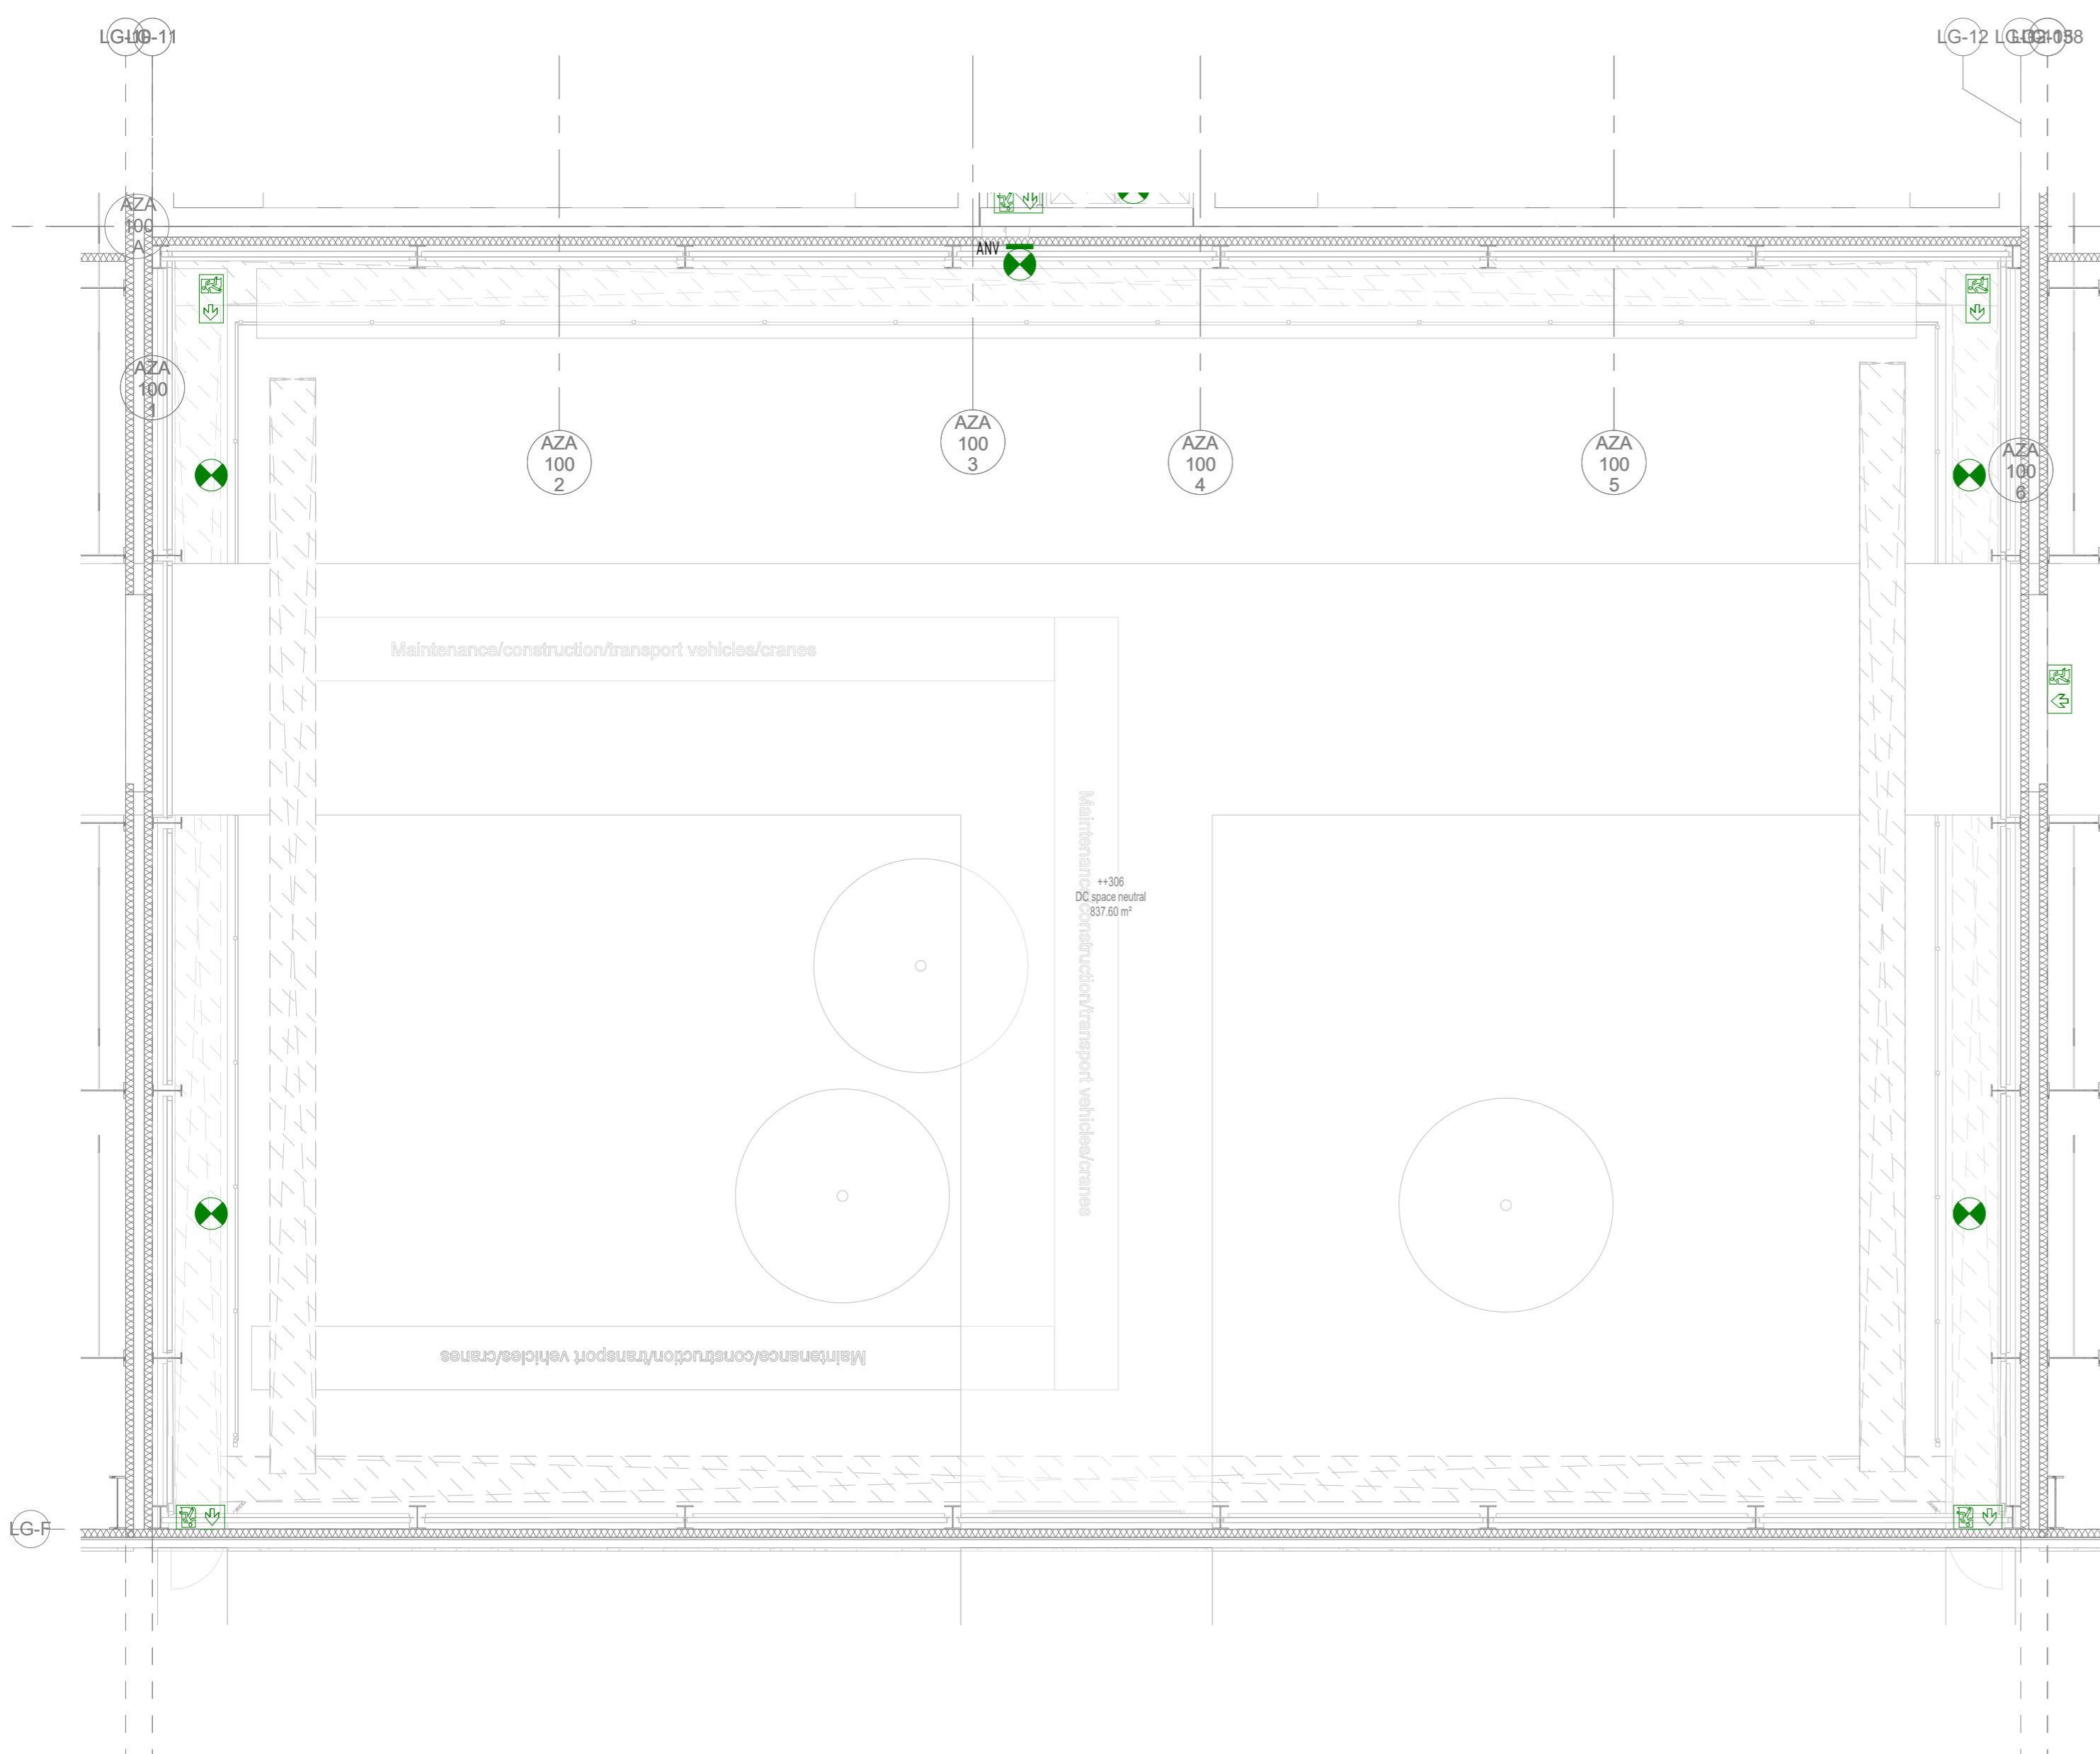 LG-11
LG-12
AZA
100
A
ANV
AZA
100
1
AZA
100
2
AZA
100
3
AZA
100
4
AZA
100
5
AZA
100
6
Maintenance/construction/transport vehicles/cranes
Maintenance/construction/transport vehicles/cranes
++306
DC space neutral
837.60 m²
Maintenance/construction/transport vehicles/cranes
LG-F